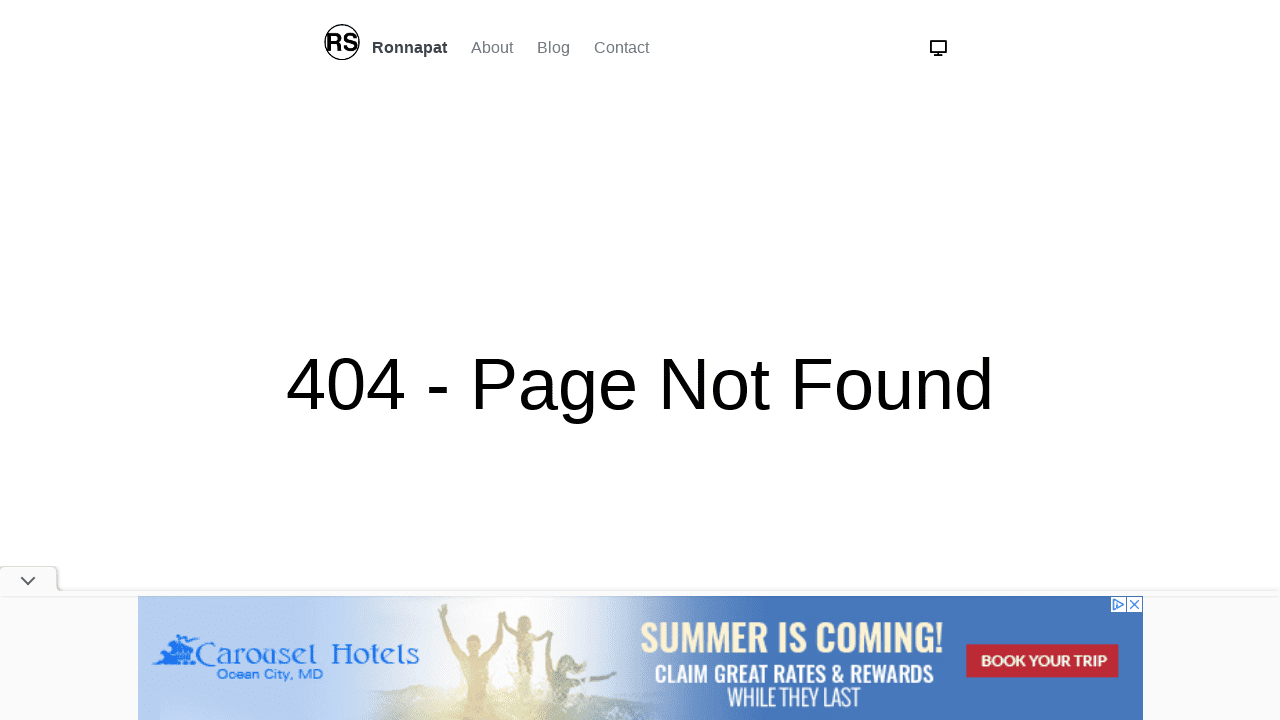 RS Ronnapat About Blog Contact
404 - Page Not Found
Carousel Hotels
Ocean City, MD
SUMMER IS COMING!
CLAIM GREAT RATES & REWARDS
WHILE THEY LAST
BOOK YOUR TRIP